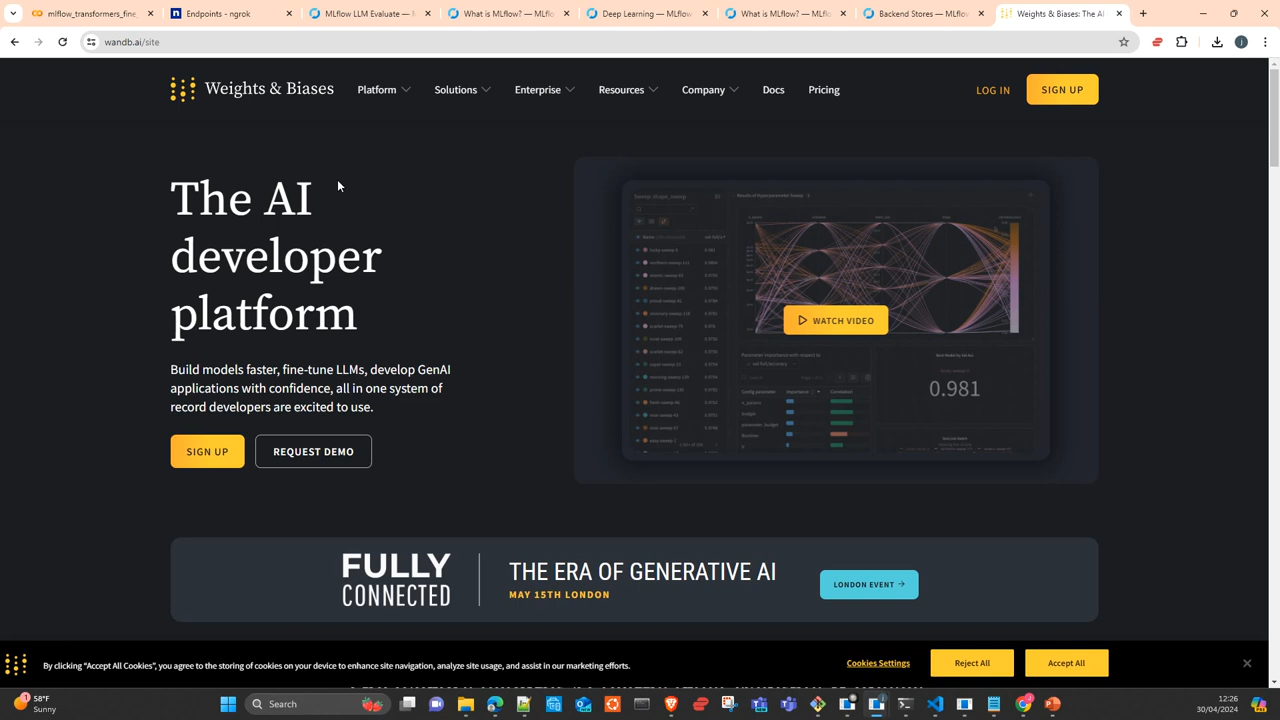 mlflow_transformers_fine_
Endpoints - ngrok
MLflow LLM Evaluate —
What is MLflow? — MLf
Deep Learning — MLflow
What is MLflow? — MLfl
Backend Stores — MLflow
Weights & Biases: The AI
wandb.ai/site
Weights & Biases
Platform
Solutions
Enterprise
Resources
Company
Docs
Pricing
LOG IN
SIGN UP
The AI
developer
platform
Build models faster, fine-tune LLMs, develop GenAI
applications with confidence, all in one system of
record developers are excited to use.
SIGN UP
REQUEST DEMO
WATCH VIDEO
0.981
FULLY
CONNECTED
THE ERA OF GENERATIVE AI
MAY 15TH LONDON
LONDON EVENT →
By clicking “Accept All Cookies”, you agree to the storing of cookies on your device to enhance site navigation, analyze site usage, and assist in our marketing efforts.
Cookies Settings
Reject All
Accept All
58°F
Sunny
Search
12:26
30/04/2024